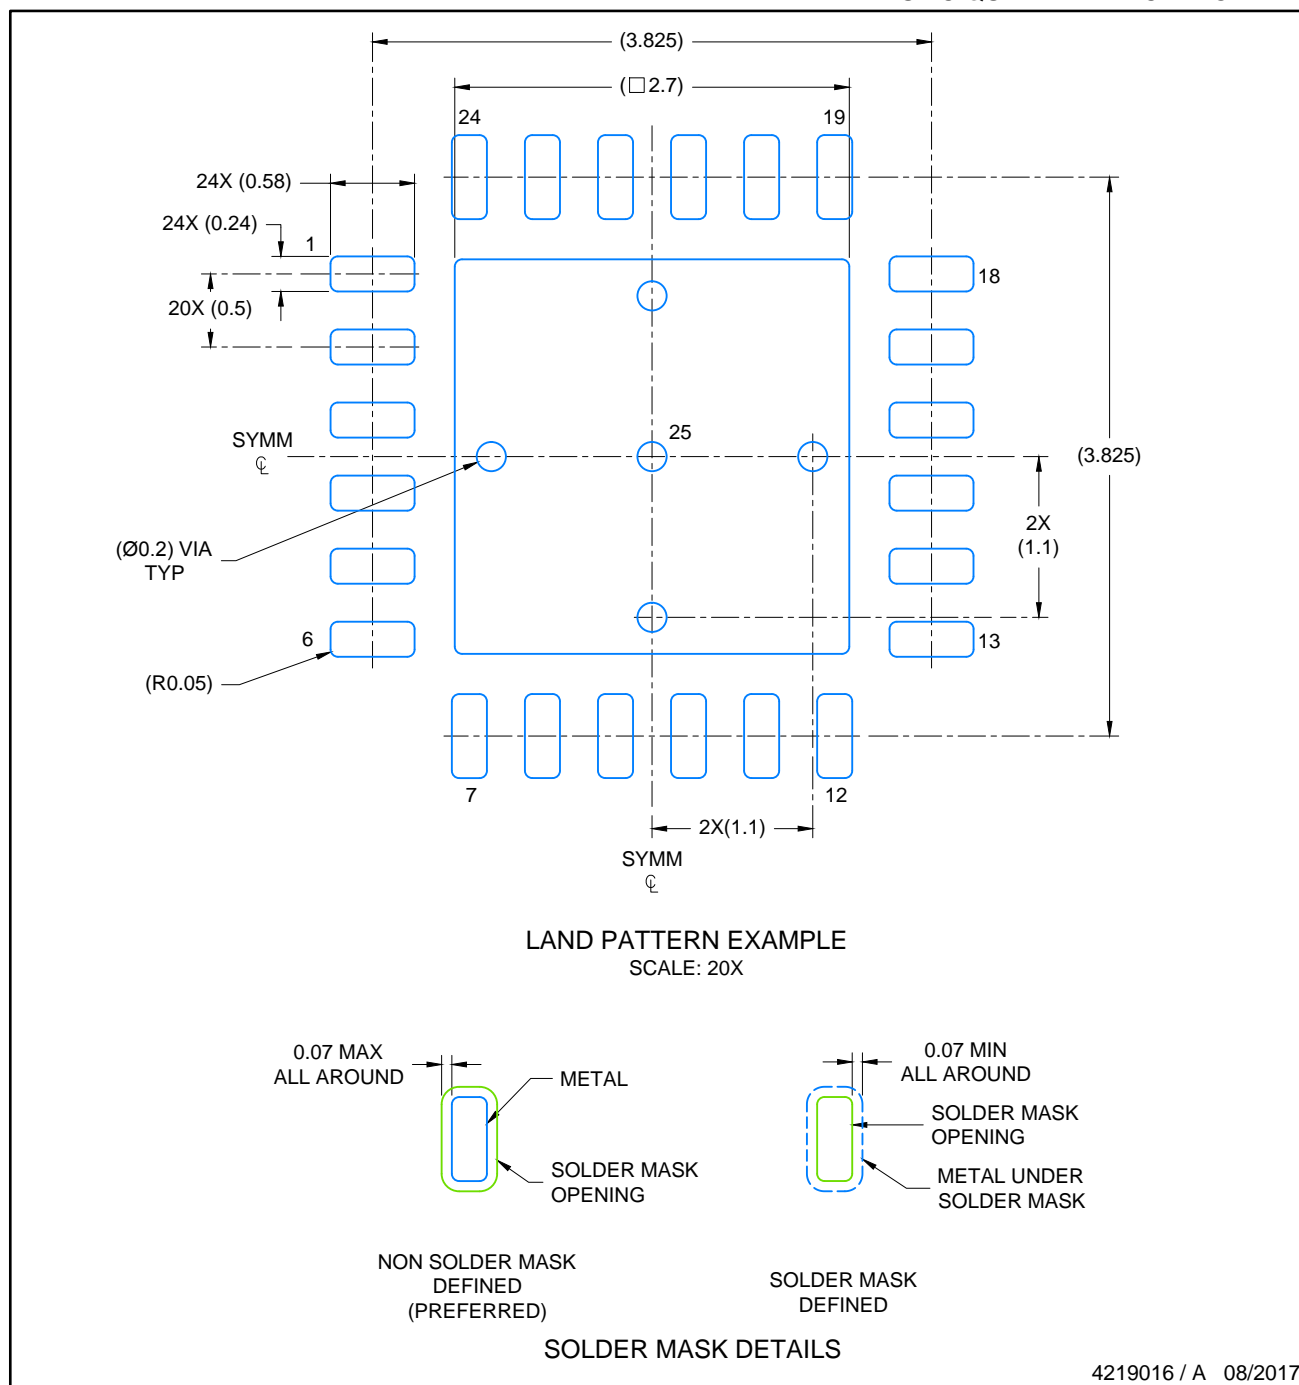 (3.825)
(□2.7)
24
19
24X (0.58)
24X (0.24)
1
18
20X (0.5)
25
SYMM
℄
(3.825)
2X
(1.1)
(Ø0.2) VIA
TYP
6
13
(R0.05)
7
12
2X(1.1)
SYMM
℄
LAND PATTERN EXAMPLE
SCALE: 20X
0.07 MAX
ALL AROUND
METAL
SOLDER MASK
OPENING
NON SOLDER MASK
DEFINED
(PREFERRED)
0.07 MIN
ALL AROUND
SOLDER MASK
OPENING
METAL UNDER
SOLDER MASK
SOLDER MASK
DEFINED
SOLDER MASK DETAILS
4219016 / A 08/2017